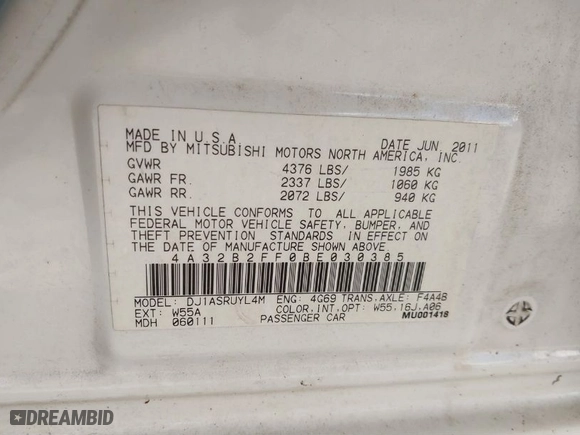 MADE IN U.S.A. DATE JUN 2011
MFD BY MITSUBISHI MOTORS NORTH AMERICA, INC.
GVWR 4376 LBS/ 1985 KG
GAWR FR. 2337 LBS/ 1060 KG
GAWR RR. 2072 LBS/ 940 KG
THIS VEHICLE CONFORMS TO ALL APPLICABLE
FEDERAL MOTOR VEHICLE SAFETY, BUMPER, AND
THEFT PREVENTION STANDARDS IN EFFECT ON
THE DATE OF MANUFACTURE SHOWN ABOVE.
4A32B2FF0BE030385
MODEL: DJ1ASRUYL4M ENG: 4G69 TRANS.AXLE: F4A4B
EXT: W55A COLOR,INT,OPT: W55,16J,A06
MDH 060111 PASSENGER CAR MU001418
DREAMBID